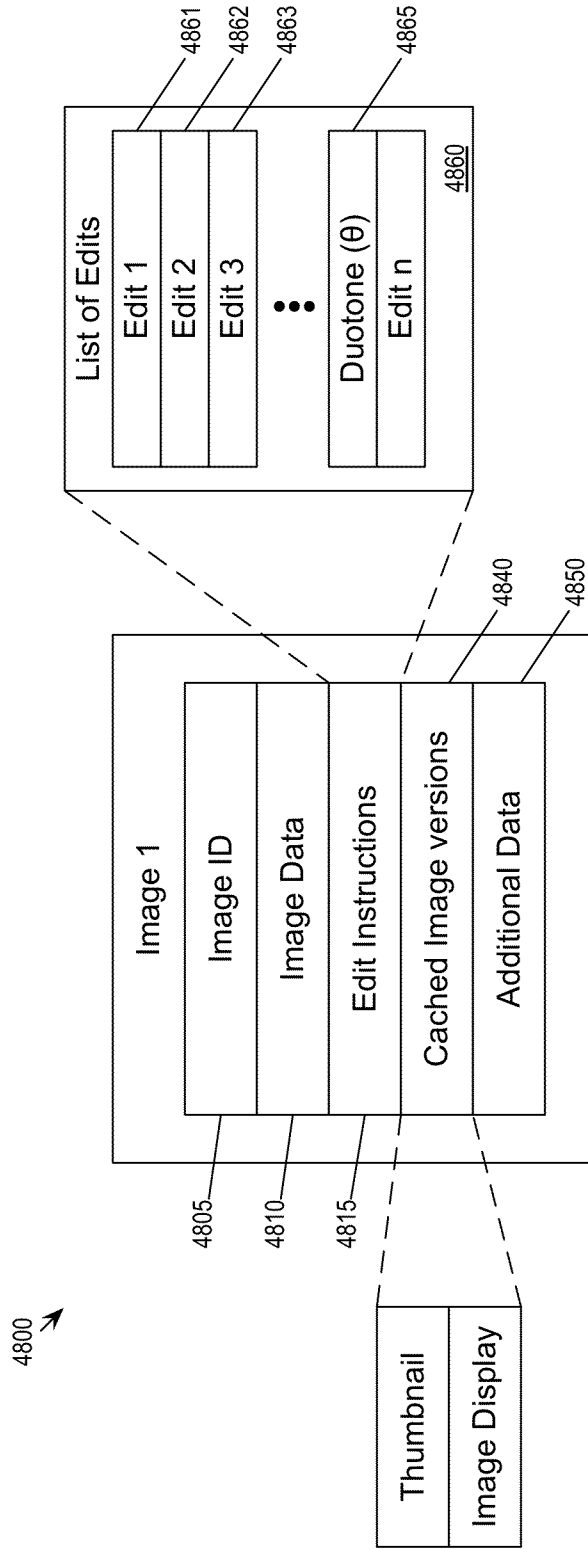 4800
Thumbnail
Image Display
Image 1
Image ID
Image Data
Edit Instructions
Cached Image versions
Additional Data
4805
4810
4815
4840
4850
List of Edits
Edit 1
Edit 2
Edit 3
Duotone (θ)
Edit n
4860
4861
4862
4863
4865